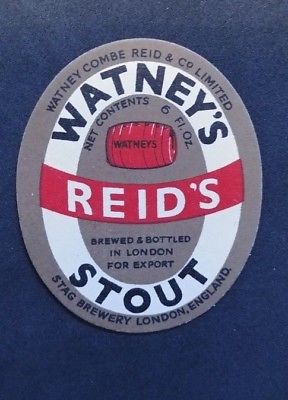 WATNEY COMBE REID & CO LIMITED
WATNEY'S
NET CONTENTS 6 FL.OZ.
WATNEYS
REID'S
BREWED & BOTTLED
IN LONDON
FOR EXPORT
STOUT
STAG BREWERY LONDON, ENGLAND.